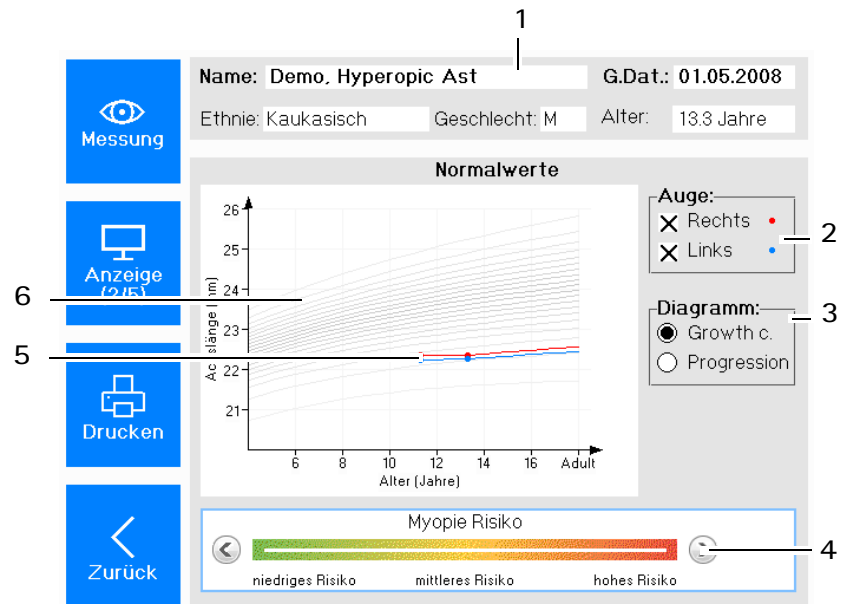 1
Name: Demo, Hyperopic Ast G.Dat.: 01.05.2008
Ethnie: Kaukasisch Geschlecht: M Alter: 13.3 Jahre
Messung
Normalwerte
Auge:
Rechts
Links
2
Anzeige
(2/5)
Diagramm:
Growth c.
Progression
3
6
5
Achslänge (mm)
26
25
24
23
22
21
6 8 10 12 14 16 Adult
Alter (Jahre)
Drucken
Myopie Risiko
4
niedriges Risiko mittleres Risiko hohes Risiko
Zurück